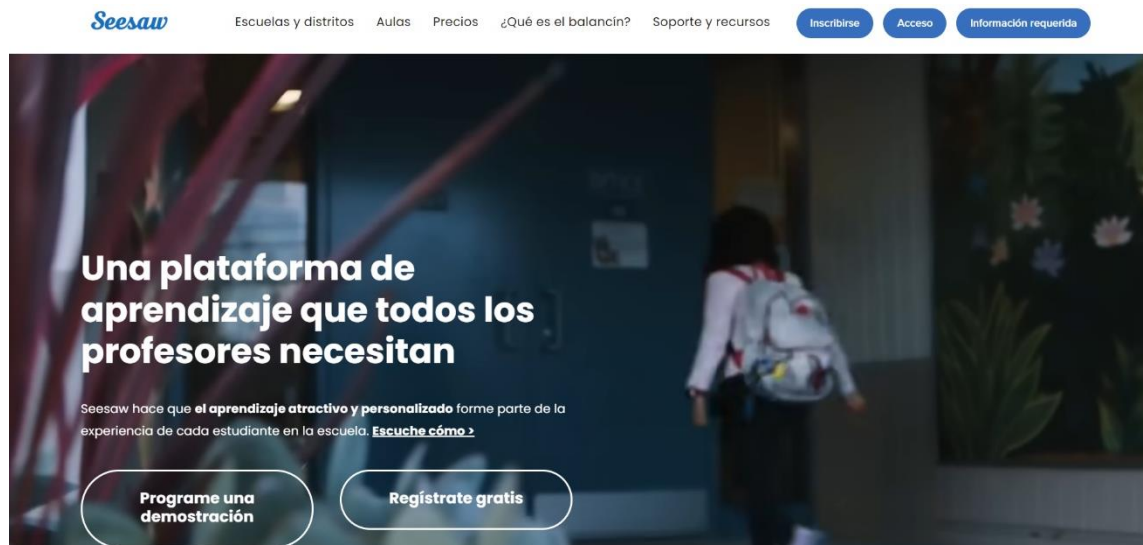 Seesaw
Escuelas y distritos Aulas Precios ¿Qué es el balancín? Soporte y recursos Inscribirse Acceso Información requerida
Una plataforma de
aprendizaje que todos los
profesores necesitan
Seesaw hace que el aprendizaje atractivo y personalizado forme parte de la
experiencia de cada estudiante en la escuela. Escuche cómo >
Programe una
demostración
Regístrate gratis